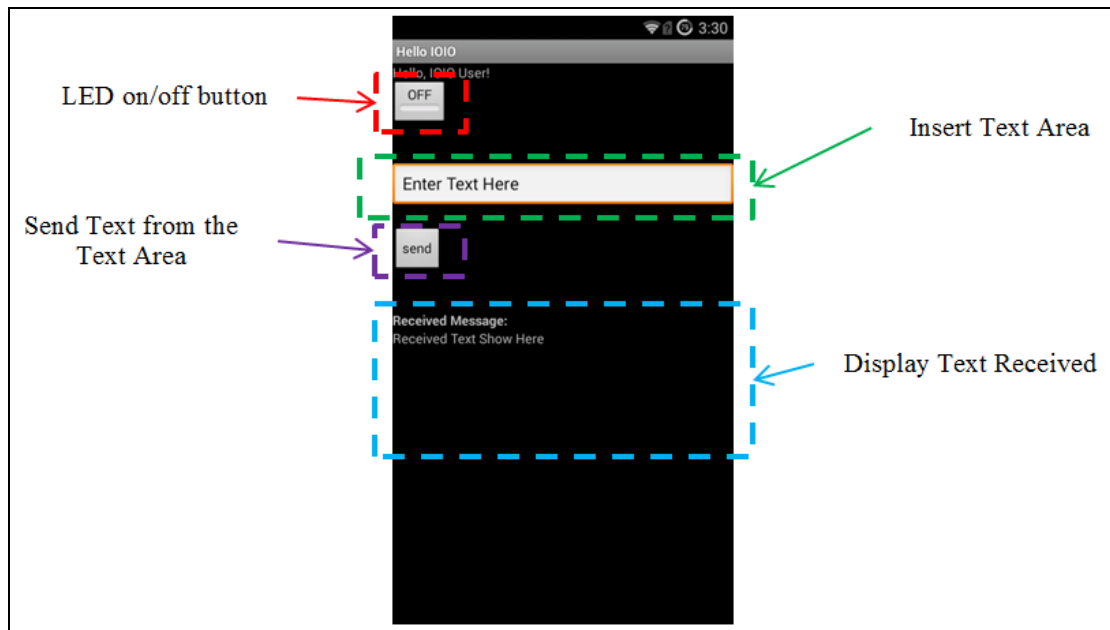 3:30
Hello IOIO
Hello, IOIO User!
LED on/off button
OFF
Insert Text Area
Enter Text Here
Send Text from the
Text Area
send
Received Message:
Received Text Show Here
Display Text Received